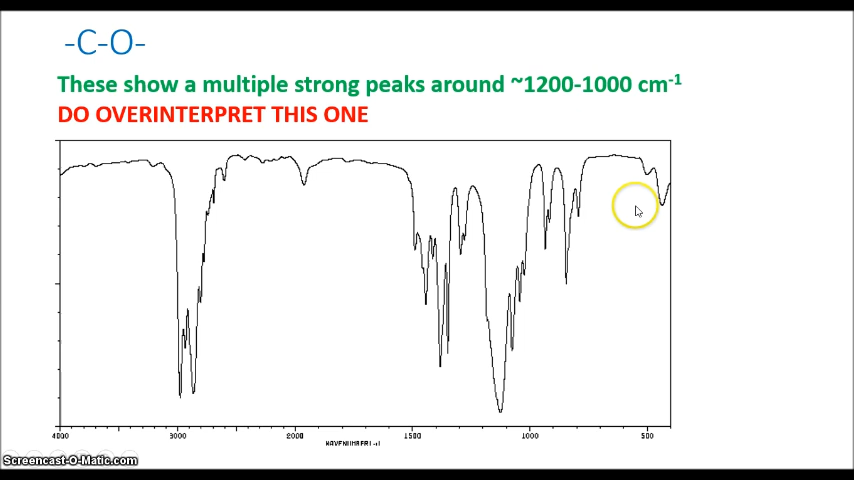 -C-O-
These show a multiple strong peaks around ~1200-1000 cm-1
DO OVERINTERPRET THIS ONE
4000 3000 2000 1500 1000 500
Screencast-O-Matic.com